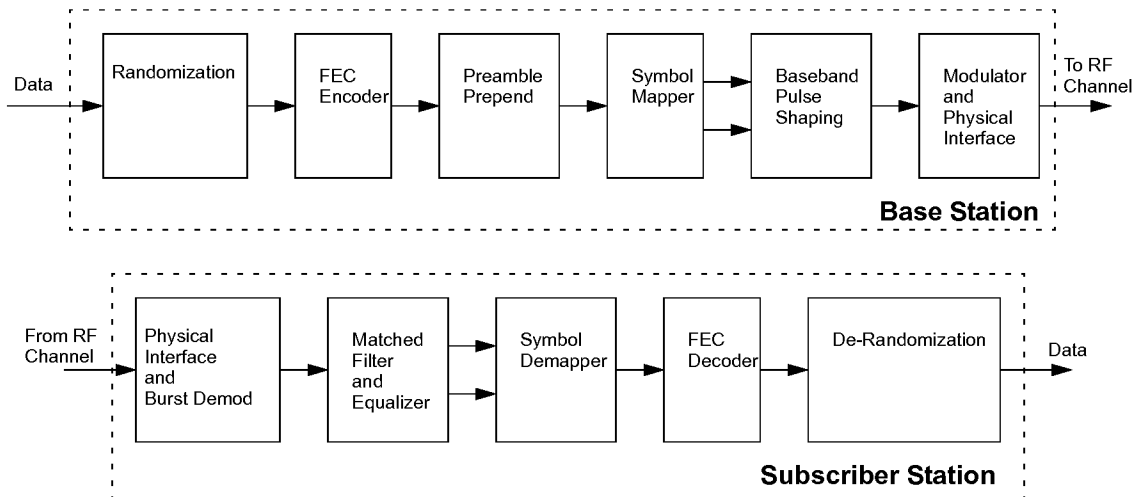 Data
Randomization
FEC
Encoder
Preamble
Prepend
Symbol
Mapper
Baseband
Pulse
Shaping
Modulator
and
Physical
Interface
To RF
Channel
Base Station
From RF
Channel
Physical
Interface
and
Burst Demod
Matched
Filter
and
Equalizer
Symbol
Demapper
FEC
Decoder
De-Randomization
Data
Subscriber Station